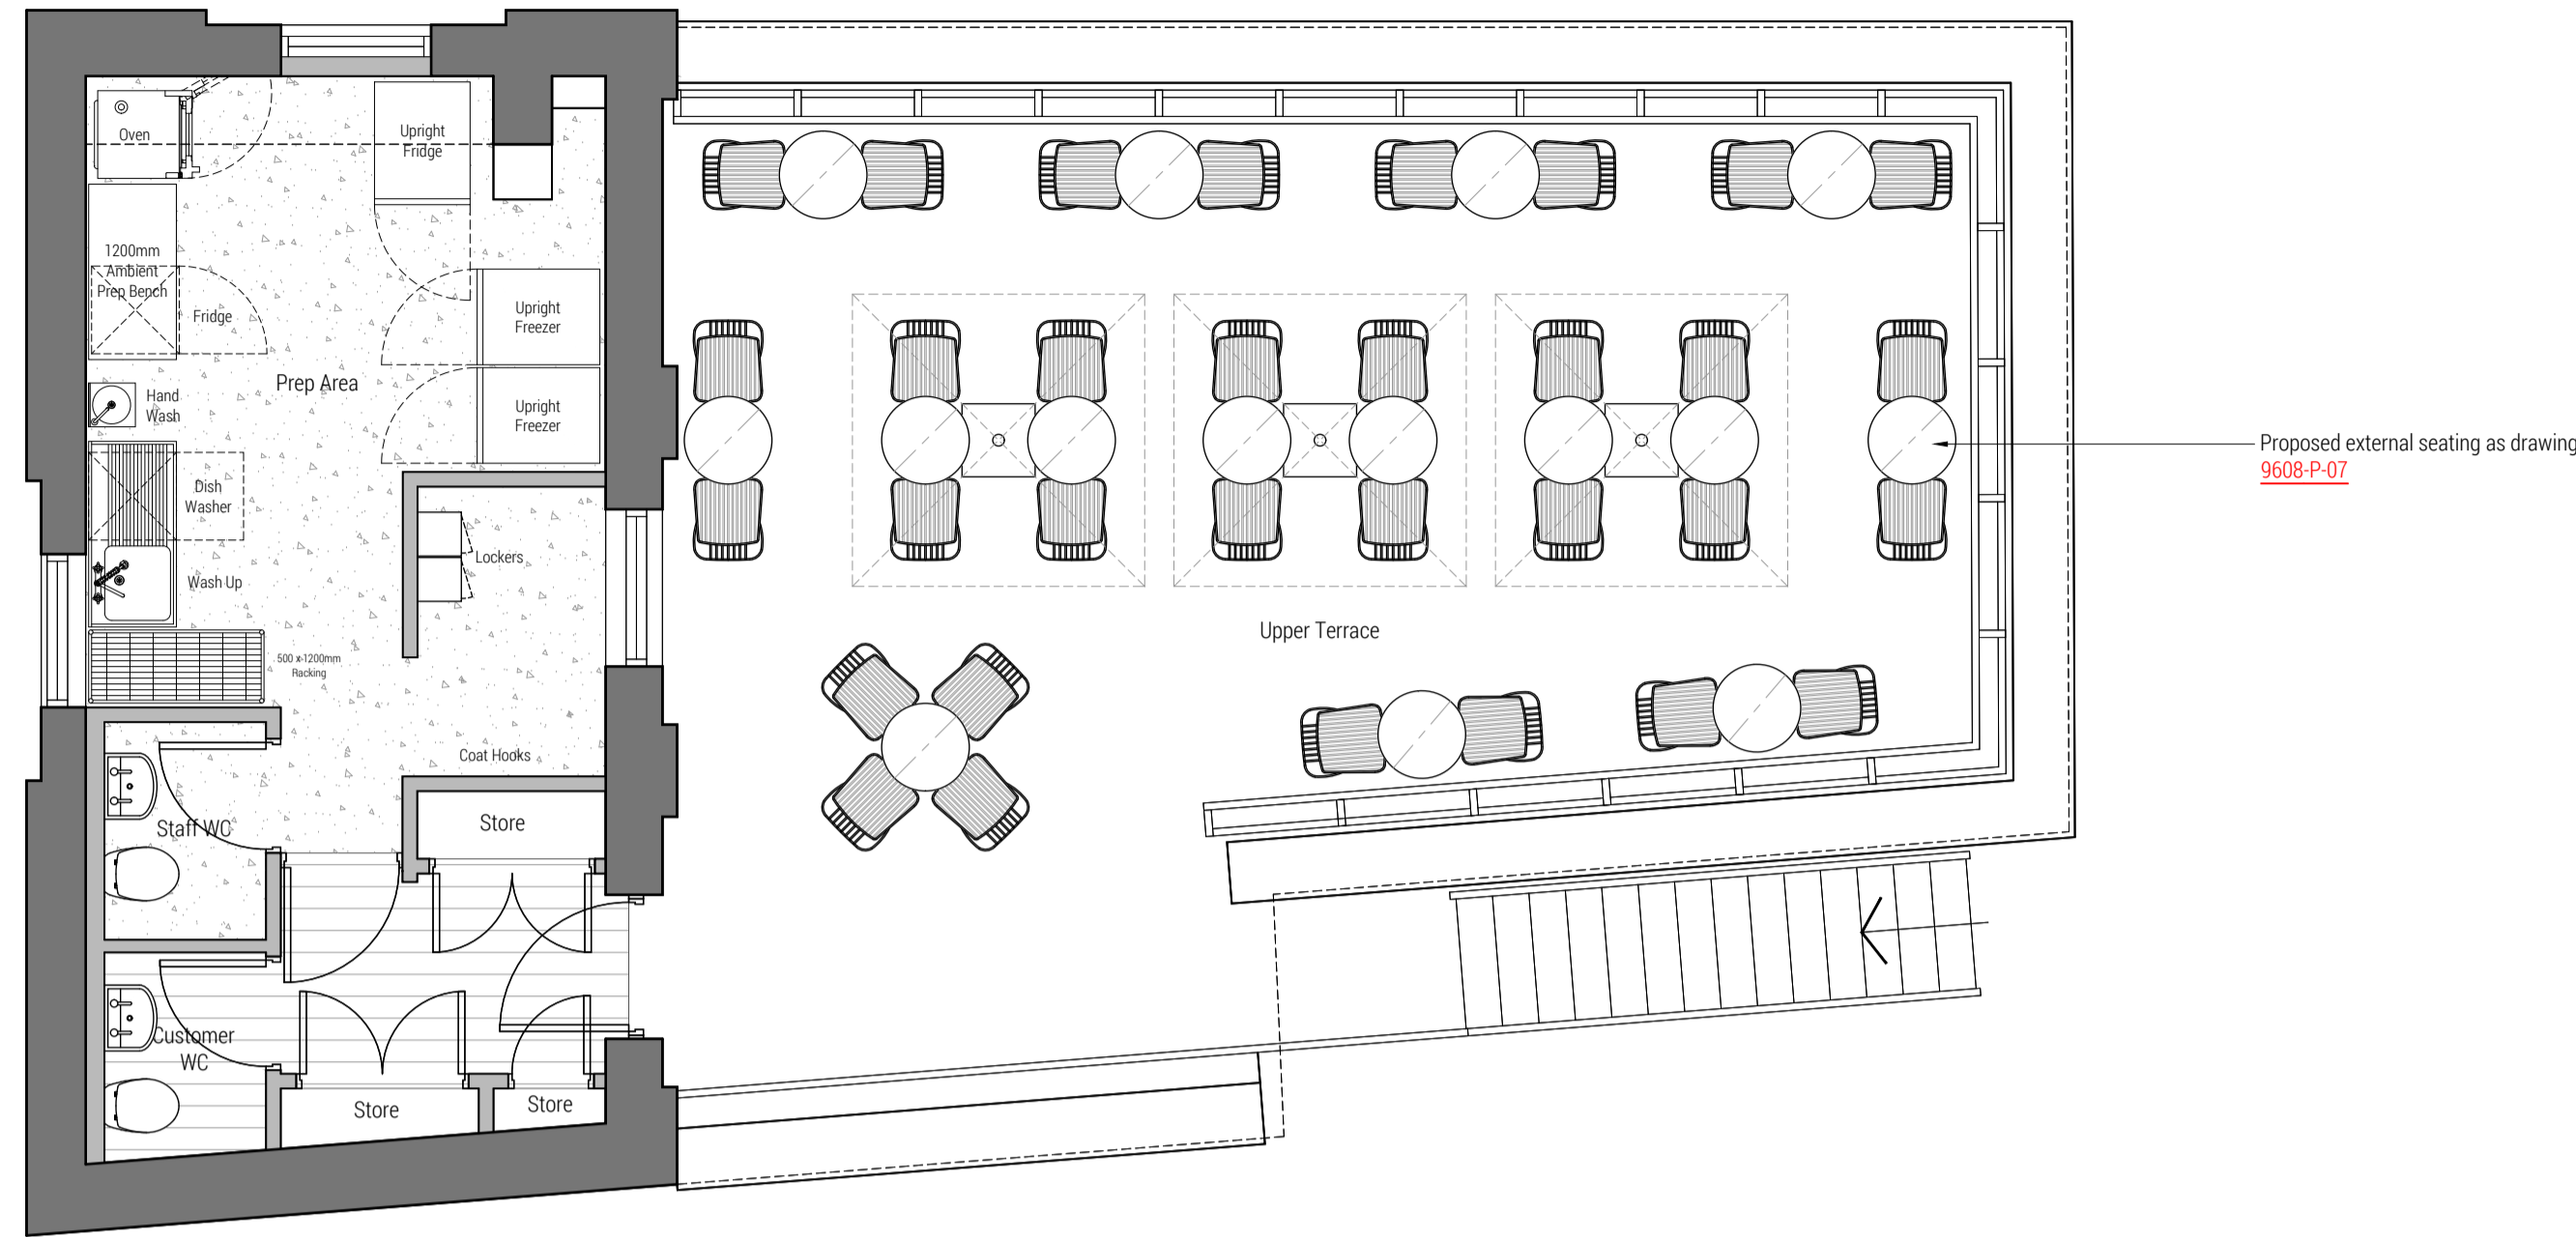 Oven
Upright
Fridge
1200mm
Ambient
Prep Bench
Fridge
Upright
Freezer
Prep Area
Hand
Wash
Upright
Freezer
Proposed external seating as drawing
9608-P-07
Dish
Washer
Lockers
Wash Up
Upper Terrace
500 x 1200mm
Racking
Coat Hooks
Staff WC
Store
Customer
WC
Store
Store